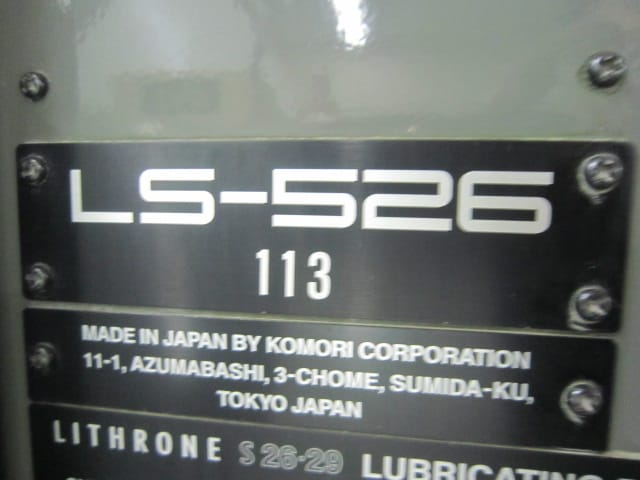 LS-526
113
MADE IN JAPAN BY KOMORI CORPORATION
11-1, AZUMABASHI, 3-CHOME, SUMIDA-KU,
TOKYO JAPAN
LITHRONE S 26·29 LUBRICATING